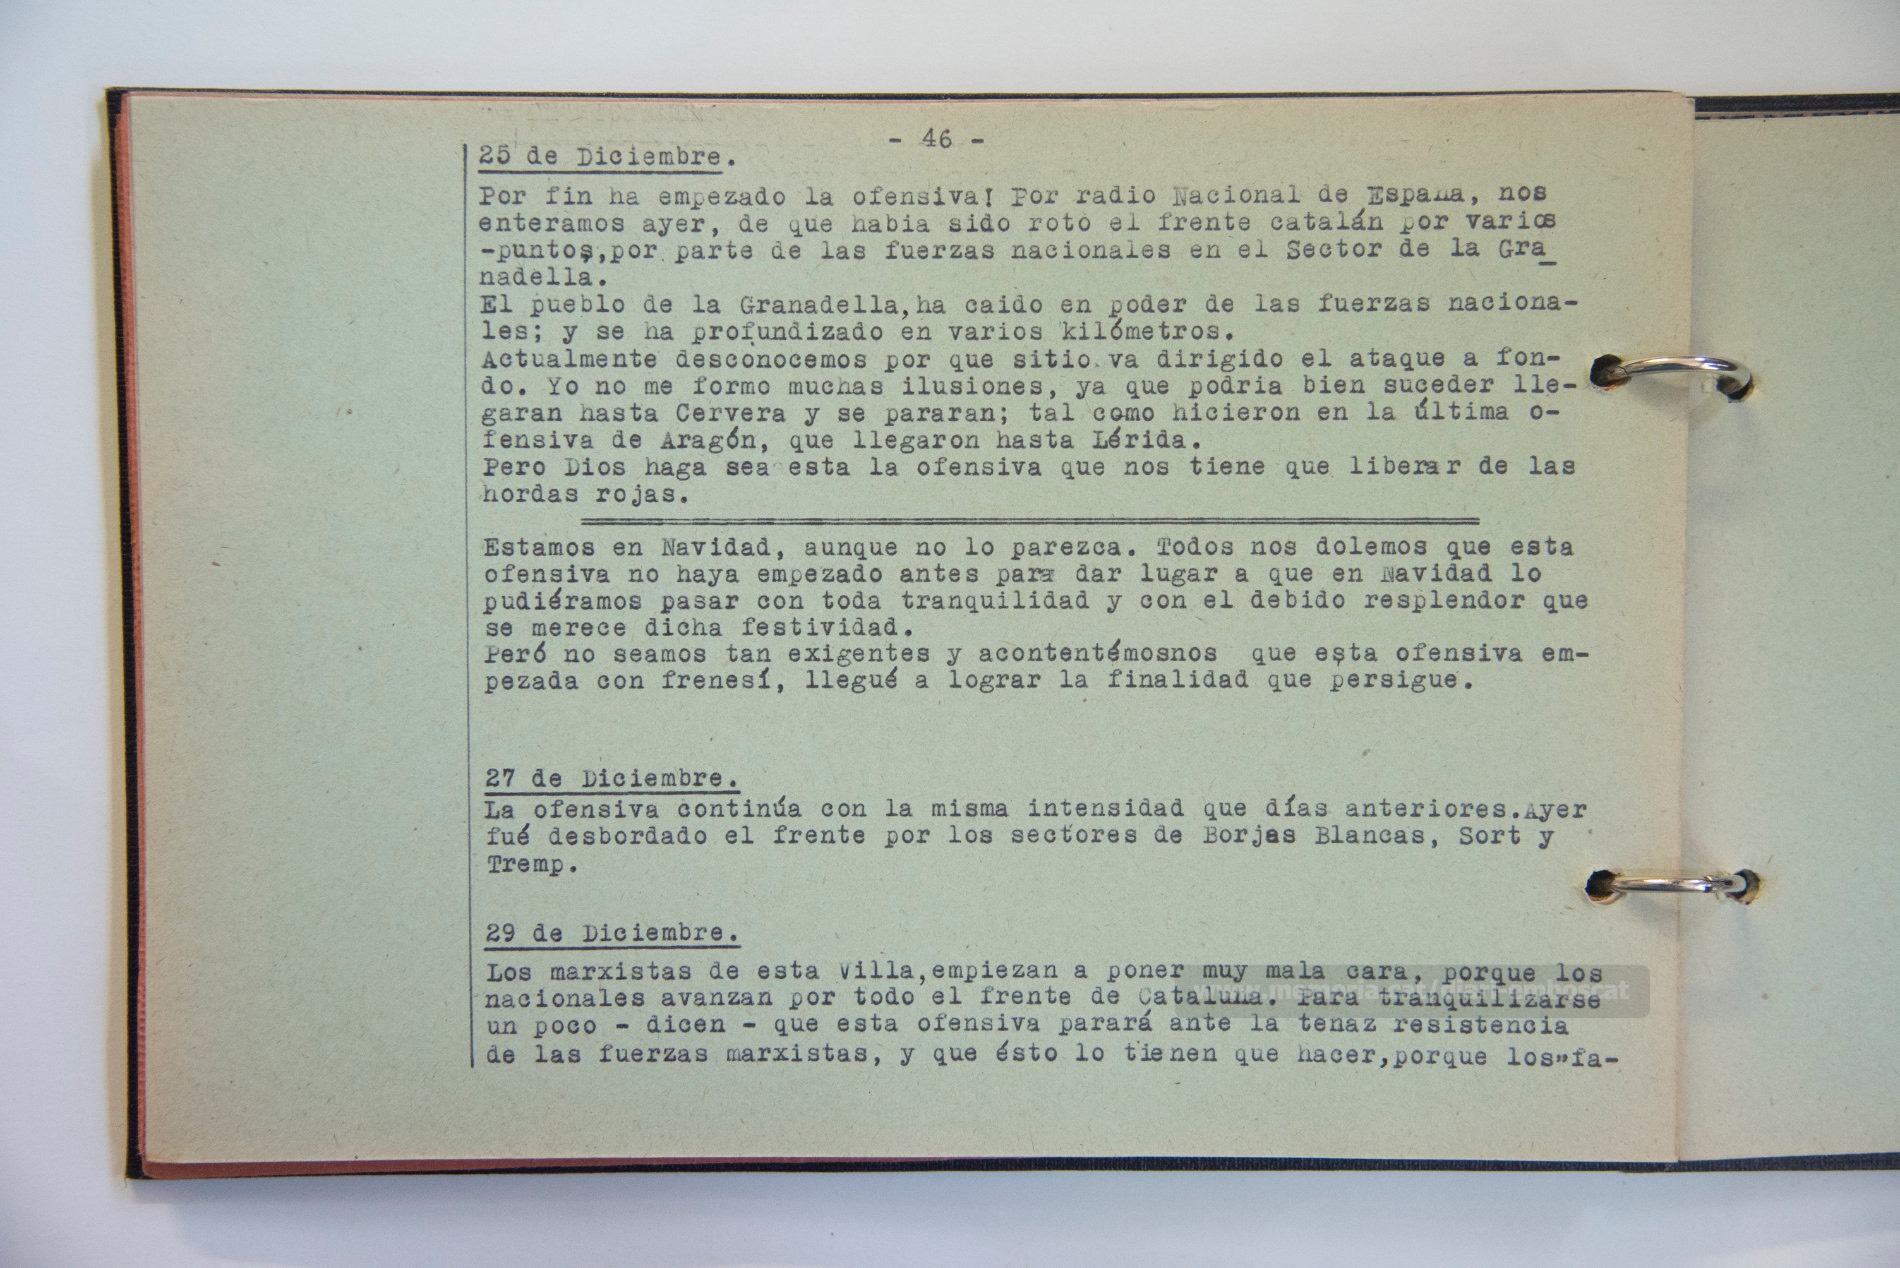 - 46 -
25 de Diciembre.
Por fin ha empezado la ofensiva! Por radio Nacional de España, nos
enteramos ayer, de que habia sido roto el frente catalán por varios
-puntos,por parte de las fuerzas nacionales en el Sector de la Gra_
nadella.
El pueblo de la Granadella,ha caido en poder de las fuerzas naciona-
les; y se ha profundizado en varios kilómetros.
Actualmente desconocemos por que sitio va dirigido el ataque a fon-
do. Yo no me formo muchas ilusiones, ya que podria bien suceder lle-
garan hasta Cervera y se pararan; tal como hicieron en la última o-
fensiva de Aragón, que llegaron hasta Lérida.
Pero Dios haga sea esta la ofensiva que nos tiene que liberar de las
hordas rojas.
Estamos en Navidad, aunque no lo parezca. Todos nos dolemos que esta
ofensiva no haya empezado antes para dar lugar a que en Navidad lo
pudiéramos pasar con toda tranquilidad y con el debido resplendor que
se merece dicha festividad.
Peró no seamos tan exigentes y acontentémosnos que esta ofensiva em-
pezada con frenesí, llegué a lograr la finalidad que persigue.
27 de Diciembre.
La ofensiva continúa con la misma intensidad que días anteriores.Ayer
fué desbordado el frente por los sectores de Borjas Blancas, Sort y
Tremp.
29 de Diciembre.
Los marxistas de esta Villa,empiezan a poner muy mala cara, porque los
nacionales avanzan por todo el frente de Cataluña. Para tranquilizarse
un poco - dicen - que esta ofensiva parará ante la tenaz resistencia
de las fuerzas marxistas, y que ésto lo tienen que hacer,porque los"fa-